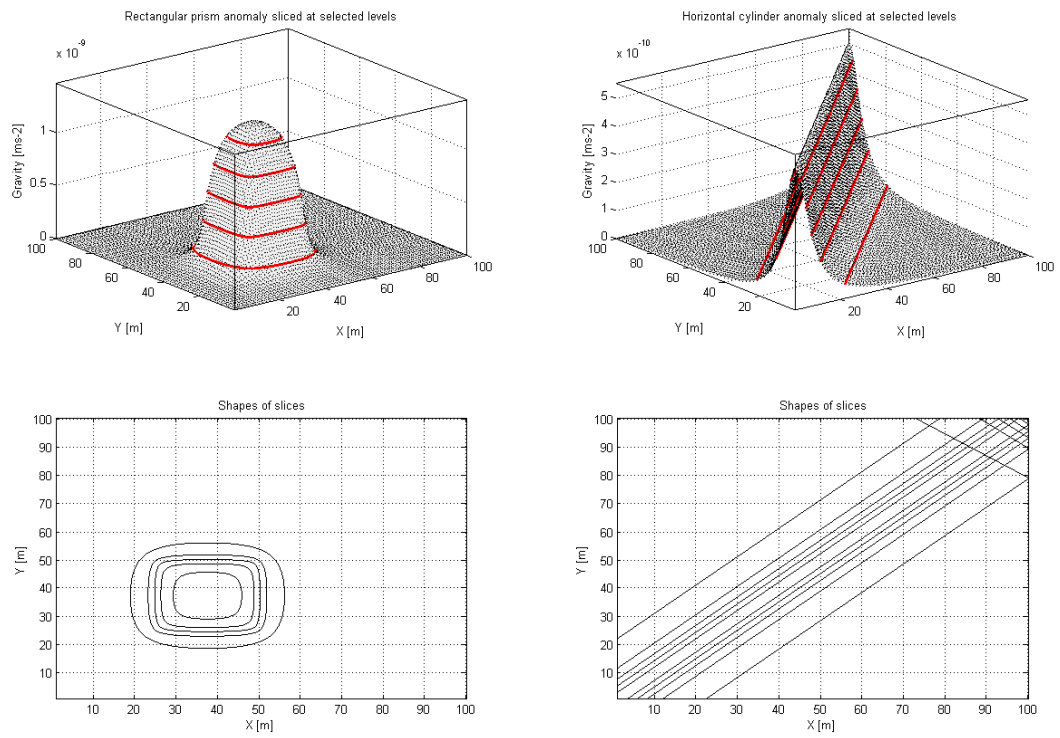 Rectangular prism anomaly sliced at selected levels
x 10^-9
Gravity [ms-2]
1
0.5
0
100
80
60
40
20
Y [m]
20
40
60
80
100
X [m]
Horizontal cylinder anomaly sliced at selected levels
x 10^-10
Gravity [ms-2]
5
4
3
2
1
0
100
80
60
40
20
Y [m]
20
40
60
80
100
X [m]
Shapes of slices
100
90
80
70
60
50
40
30
20
10
Y [m]
10 20 30 40 50 60 70 80 90 100
X [m]
Shapes of slices
100
90
80
70
60
50
40
30
20
10
Y [m]
10 20 30 40 50 60 70 80 90 100
X [m]